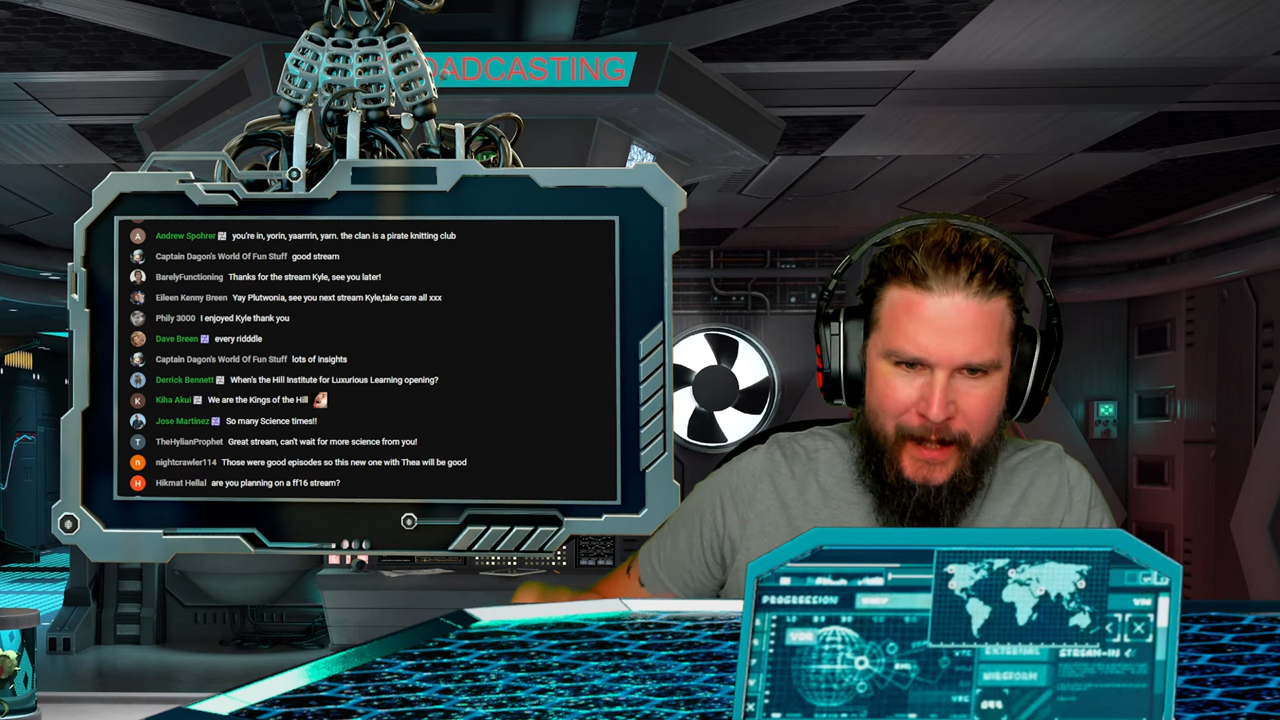 OADCASTING
Andrew Spohrer you're in, yorin, yaarrrin, yarn. the clan is a pirate knitting club
Captain Dagon's World Of Fun Stuff good stream
BarelyFunctioning Thanks for the stream Kyle, see you later!
Eileen Kenny Breen Yay Plutwonia, see you next stream Kyle,take care all xxx
Phily 3000 I enjoyed Kyle thank you
Dave Breen every ridddle
Captain Dagon's World Of Fun Stuff lots of insights
Derrick Bennett When's the Hill Institute for Luxurious Learning opening?
Kiha Akui We are the Kings of the Hill
Jose Martinez So many Science times!!
TheHylianProphet Great stream, can't wait for more science from you!
nightcrawler114 Those were good episodes so this new one with Thea will be good
Hikmat Hellal are you planning on a ff16 stream?
PROGRESSION
STREAM-IN